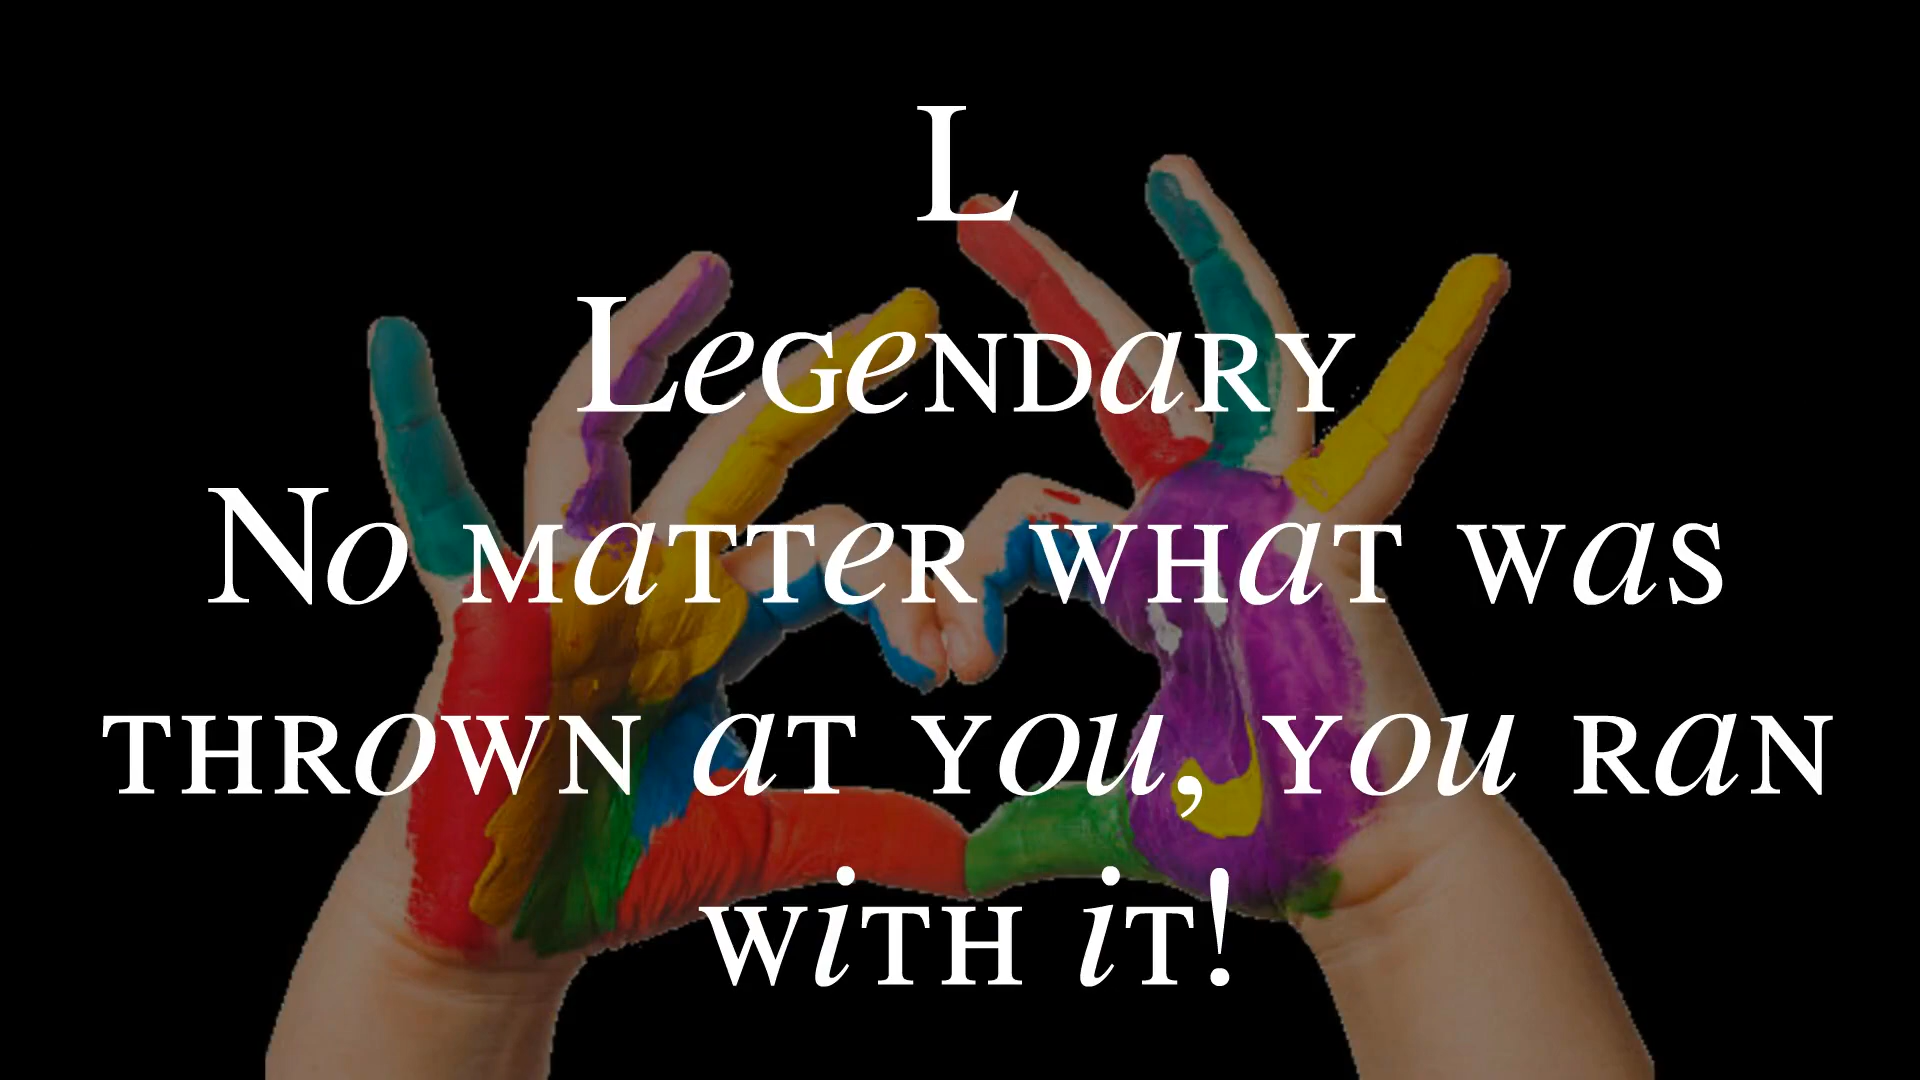 L
Legendary
No matter what was
thrown at you, you ran
with it!